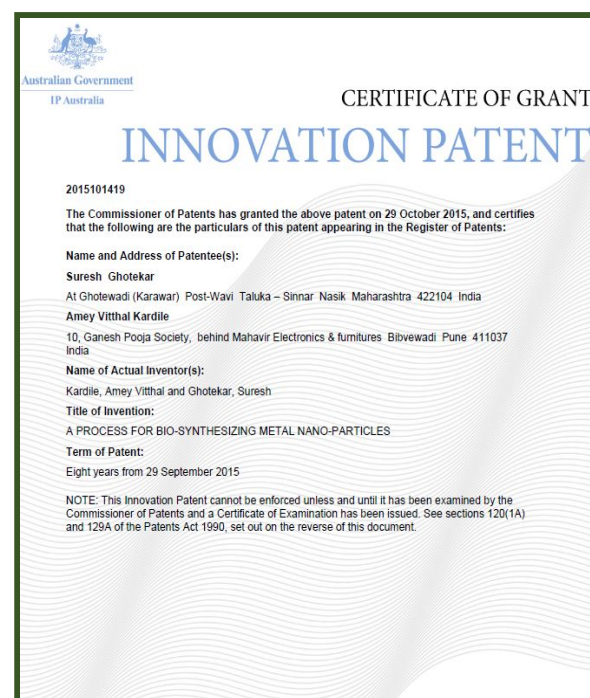 Australian Government
IP Australia
CERTIFICATE OF GRANT
INNOVATION PATENT
2015101419
The Commissioner of Patents has granted the above patent on 29 October 2015, and certifies
that the following are the particulars of this patent appearing in the Register of Patents:
Name and Address of Patentee(s):
Suresh Ghotekar
At Ghotewadi (Karawar) Post-Wavi Taluka – Sinnar Nasik Maharashtra 422104 India
Amey Vitthal Kardile
10, Ganesh Pooja Society, behind Mahavir Electronics & furnitures Bibvewadi Pune 411037
India
Name of Actual Inventor(s):
Kardile, Amey Vitthal and Ghotekar, Suresh
Title of Invention:
A PROCESS FOR BIO-SYNTHESIZING METAL NANO-PARTICLES
Term of Patent:
Eight years from 29 September 2015
NOTE: This Innovation Patent cannot be enforced unless and until it has been examined by the
Commissioner of Patents and a Certificate of Examination has been issued. See sections 120(1A)
and 129A of the Patents Act 1990, set out on the reverse of this document.